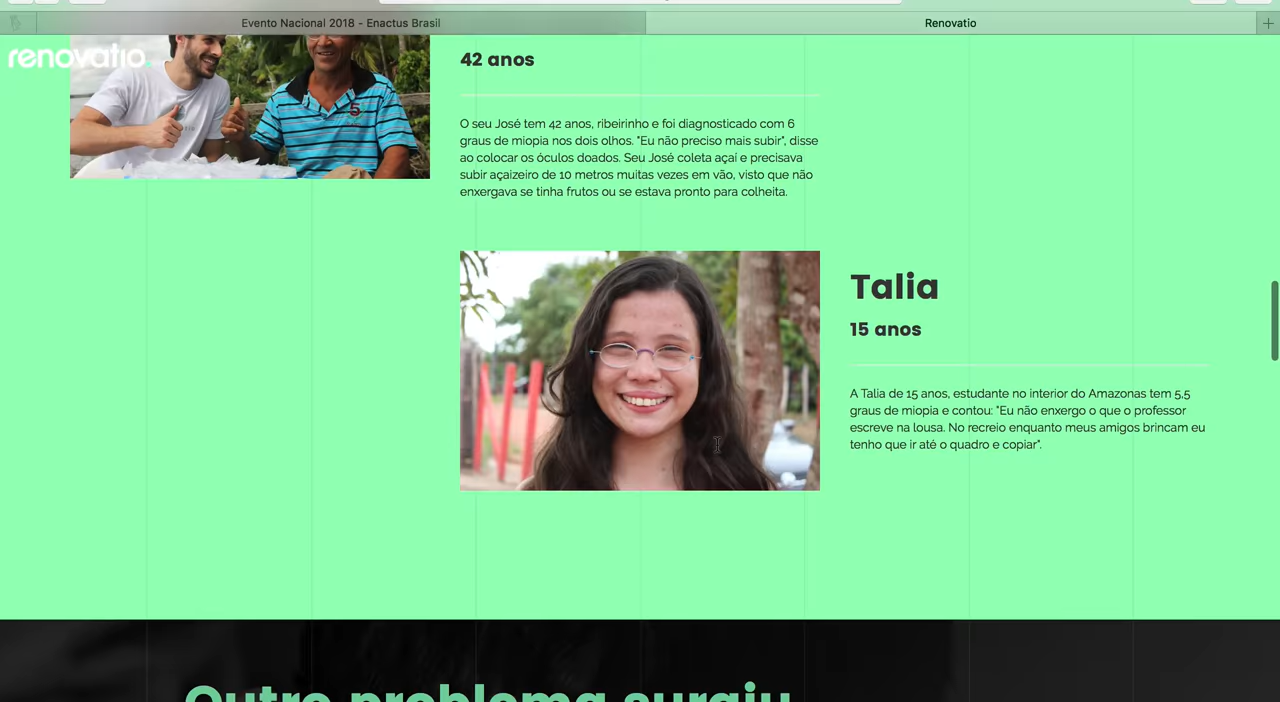 Evento Nacional 2018 - Enactus Brasil
Renovatio
renovatio.
42 anos
O seu José tem 42 anos, ribeirinho e foi diagnosticado com 6
graus de miopia nos dois olhos. "Eu não preciso mais subir", disse
ao colocar os óculos doados. Seu José coleta açaí e precisava
subir açaizeiro de 10 metros muitas vezes em vão, visto que não
enxergava se tinha frutos ou se estava pronto para colheita.
Talia
15 anos
A Talia de 15 anos, estudante no interior do Amazonas tem 5,5
graus de miopia e contou: "Eu não enxergo o que o professor
escreve na lousa. No recreio enquanto meus amigos brincam eu
tenho que ir até o quadro e copiar".
Outro problema surgiu